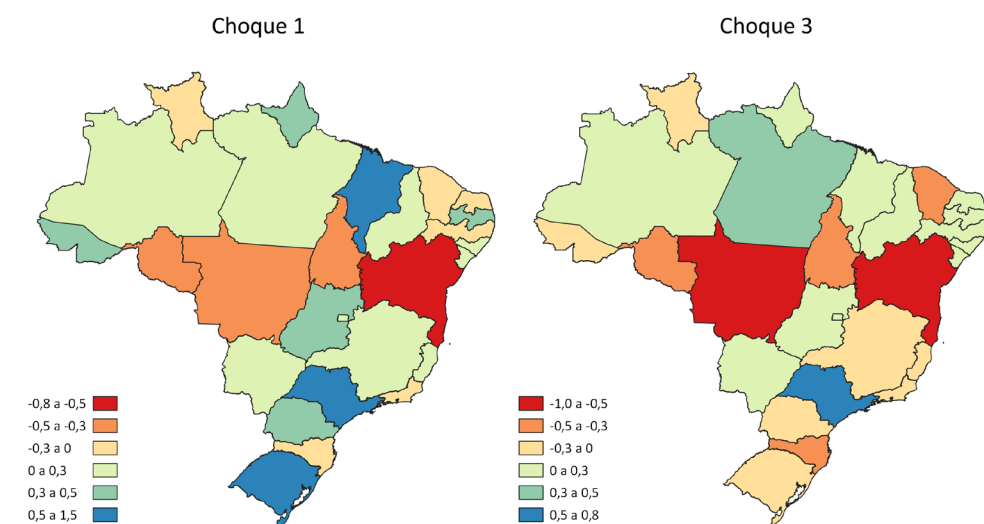 Choque 1
Choque 3
-0,8 a -0,5
-0,5 a -0,3
-0,3 a 0
0 a 0,3
0,3 a 0,5
0,5 a 1,5
-1,0 a -0,5
-0,5 a -0,3
-0,3 a 0
0 a 0,3
0,3 a 0,5
0,5 a 0,8